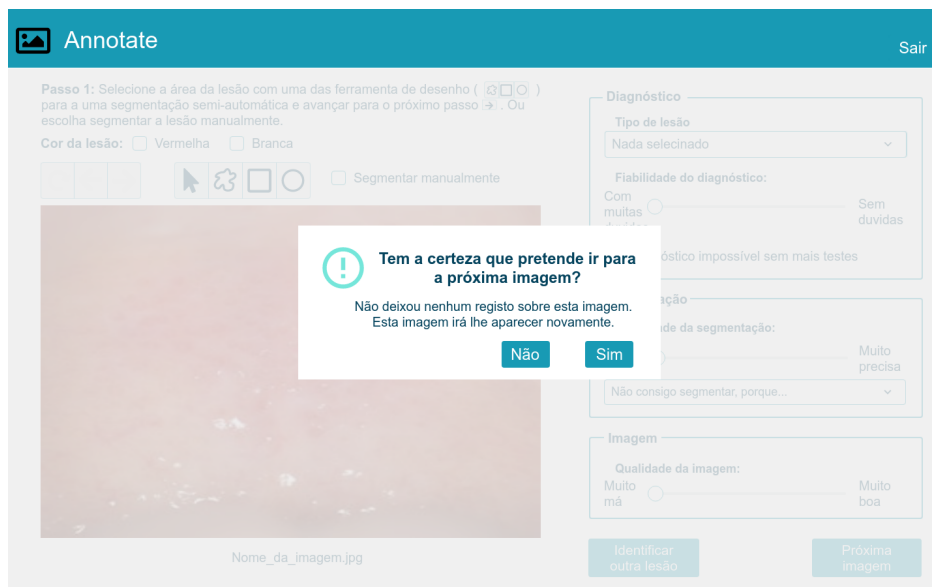 Annotate
Sair
Passo 1: Selecione a área da lesão com uma das ferramenta de desenho ( )
para a uma segmentação semi-automática e avançar para o próximo passo . Ou
escolha segmentar a lesão manualmente.
Cor da lesão: Vermelha Branca
Segmentar manualmente
Nome_da_imagem.jpg
Tem a certeza que pretende ir para
a próxima imagem?
Não deixou nenhum registo sobre esta imagem.
Esta imagem irá lhe aparecer novamente.
Não Sim
Diagnóstico
Tipo de lesão
Nada selecinado
Fiabilidade do diagnóstico:
Com
muitas
Sem
duvidas
impossível sem mais testes
da segmentação:
Muito
precisa
Não consigo segmentar, porque...
Imagem
Qualidade da imagem:
Muito
má
Muito
boa
Identificar
outra lesão
Próxima
imagem